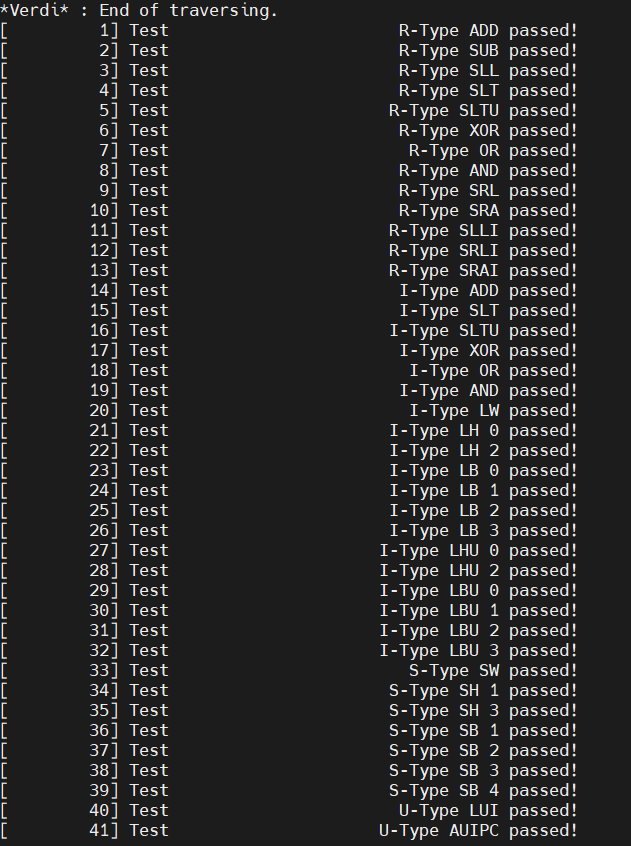 *Verdi* : End of traversing.
[          1] Test                        R-Type ADD passed!
[          2] Test                        R-Type SUB passed!
[          3] Test                        R-Type SLL passed!
[          4] Test                        R-Type SLT passed!
[          5] Test                       R-Type SLTU passed!
[          6] Test                        R-Type XOR passed!
[          7] Test                         R-Type OR passed!
[          8] Test                        R-Type AND passed!
[          9] Test                        R-Type SRL passed!
[         10] Test                        R-Type SRA passed!
[         11] Test                       R-Type SLLI passed!
[         12] Test                       R-Type SRLI passed!
[         13] Test                       R-Type SRAI passed!
[         14] Test                        I-Type ADD passed!
[         15] Test                        I-Type SLT passed!
[         16] Test                       I-Type SLTU passed!
[         17] Test                        I-Type XOR passed!
[         18] Test                         I-Type OR passed!
[         19] Test                        I-Type AND passed!
[         20] Test                         I-Type LW passed!
[         21] Test                       I-Type LH 0 passed!
[         22] Test                       I-Type LH 2 passed!
[         23] Test                       I-Type LB 0 passed!
[         24] Test                       I-Type LB 1 passed!
[         25] Test                       I-Type LB 2 passed!
[         26] Test                       I-Type LB 3 passed!
[         27] Test                      I-Type LHU 0 passed!
[         28] Test                      I-Type LHU 2 passed!
[         29] Test                      I-Type LBU 0 passed!
[         30] Test                      I-Type LBU 1 passed!
[         31] Test                      I-Type LBU 2 passed!
[         32] Test                      I-Type LBU 3 passed!
[         33] Test                         S-Type SW passed!
[         34] Test                       S-Type SH 1 passed!
[         35] Test                       S-Type SH 3 passed!
[         36] Test                       S-Type SB 1 passed!
[         37] Test                       S-Type SB 2 passed!
[         38] Test                       S-Type SB 3 passed!
[         39] Test                       S-Type SB 4 passed!
[         40] Test                        U-Type LUI passed!
[         41] Test                      U-Type AUIPC passed!